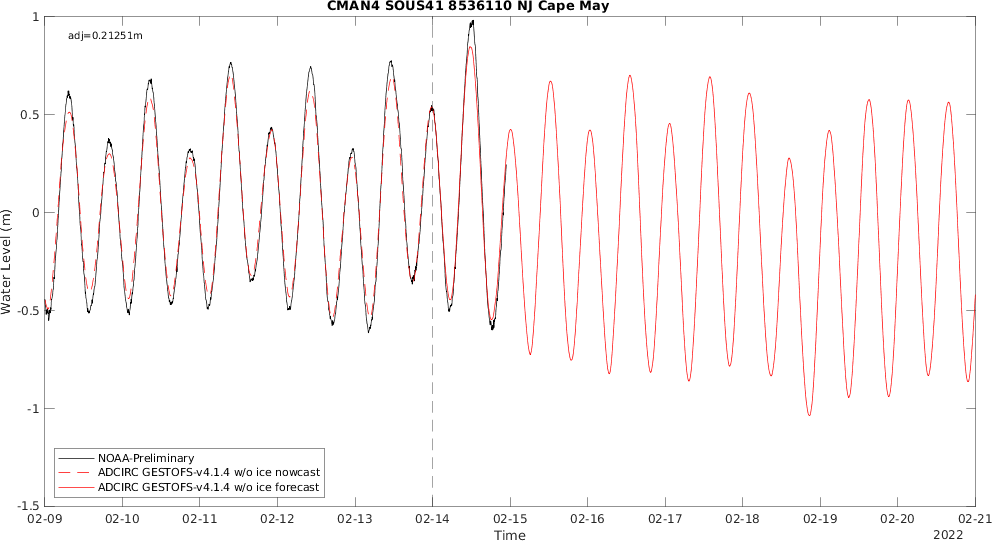 CMAN4 SOUS41 8536110 NJ Cape May
adj=0.21251m
1
0.5
0
-0.5
-1
-1.5
Water Level (m)
NOAA-Preliminary
ADCIRC GESTOFS-v4.1.4 w/o ice nowcast
ADCIRC GESTOFS-v4.1.4 w/o ice forecast
02-09 02-10 02-11 02-12 02-13 02-14 02-15 02-16 02-17 02-18 02-19 02-20 02-21
Time
2022